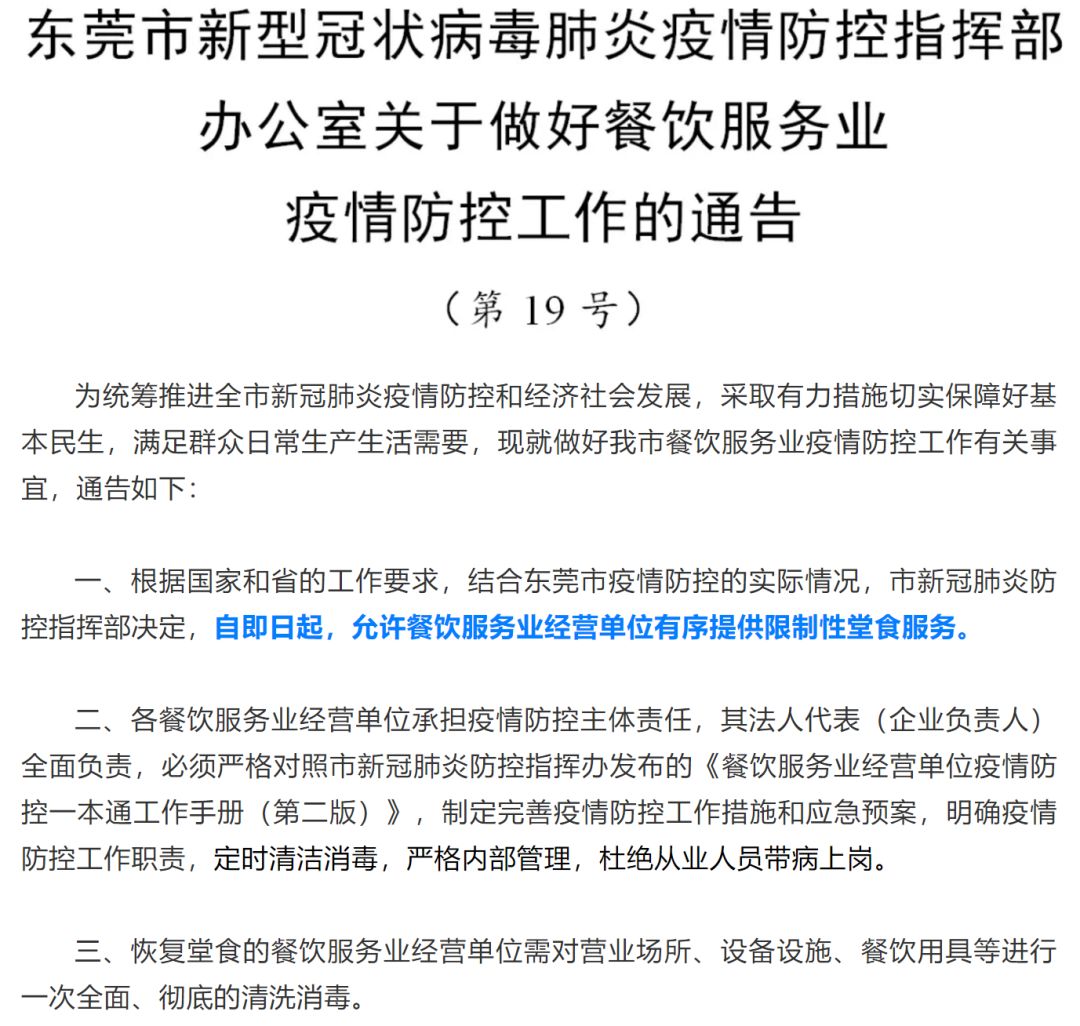 东莞市新型冠状病毒肺炎疫情防控指挥部
办公室关于做好餐饮服务业
疫情防控工作的通告
（第 19 号）
为统筹推进全市新冠肺炎疫情防控和经济社会发展，采取有力措施切实保障好基
本民生，满足群众日常生产生活需要，现就做好我市餐饮服务业疫情防控工作有关事
宜，通告如下：
一、根据国家和省的工作要求，结合东莞市疫情防控的实际情况，市新冠肺炎防
控指挥部决定，自即日起，允许餐饮服务业经营单位有序提供限制性堂食服务。
二、各餐饮服务业经营单位承担疫情防控主体责任，其法人代表（企业负责人）
全面负责，必须严格对照市新冠肺炎防控指挥办发布的《餐饮服务业经营单位疫情防
控一本通工作手册（第二版）》，制定完善疫情防控工作措施和应急预案，明确疫情
防控工作职责，定时清洁消毒，严格内部管理，杜绝从业人员带病上岗。
三、恢复堂食的餐饮服务业经营单位需对营业场所、设备设施、餐饮用具等进行
一次全面、彻底的清洗消毒。